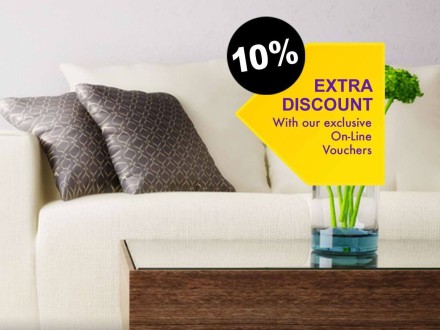 10%
EXTRA
DISCOUNT
With our exclusive
On-Line
Vouchers